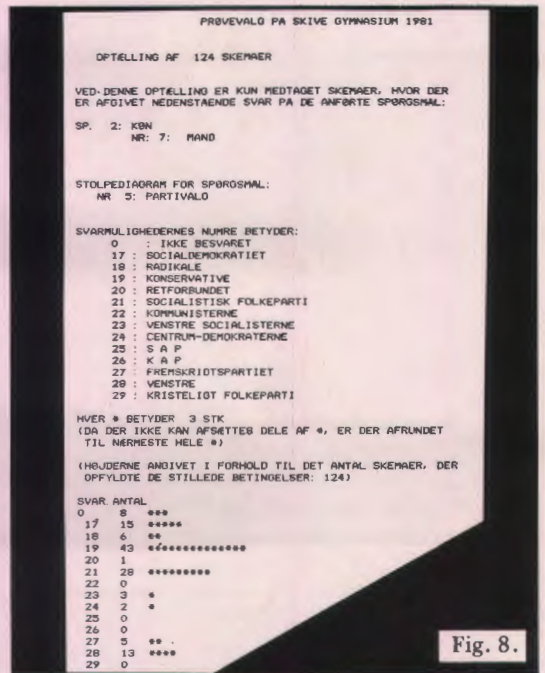 PRØVEVALG PA SKIVE GYMNASIUM 1981
OPTÆLLING AF 124 SKEMAER
VED DENNE OPTÆLLING ER KUN MEDTAGET SKEMAER, HVOR DER
ER AFGIVET NEDENSTAENDE SVAR PA DE ANFØRTE SPØRGSMAL:
SP. 2: KØN
NR: 7: MAND
STOLPEDIAGRAM FOR SPØRGSMAL:
NR 5: PARTIVALG
SVARMULIGHEDERNES NUMRE BETYDER:
0 : IKKE BESVARET
17 : SOCIALDEMOKRATIET
18 : RADIKALE
19 : KONSERVATIVE
20 : RETFORBUNDET
21 : SOCIALISTISK FOLKEPARTI
22 : KOMMUNISTERNE
23 : VENSTRE SOCIALISTERNE
24 : CENTRUM-DEMOKRATERNE
25 : S A P
26 : K A P
27 : FREMSKRIDTSPARTIET
28 : VENSTRE
29 : KRISTELIGT FOLKEPARTI
HVER * BETYDER 3 STK
(DA DER IKKE KAN AFSÆTTES DELE AF *, ER DER AFRUNDET
TIL NÆRMESTE HELE *)
(HØJDERNE ANGIVET I FORHOLD TIL DET ANTAL SKEMAER, DER
OPFYLDTE DE STILLEDE BETINGELSER: 124)
SVAR ANTAL
0 8 ***
17 15 *****
18 6 **
19 43 **************
20 1
21 28 *********
22 0
23 3 *
24 2 *
25 0
26 0
27 5 **
28 13 ****
29 0
Fig. 8.